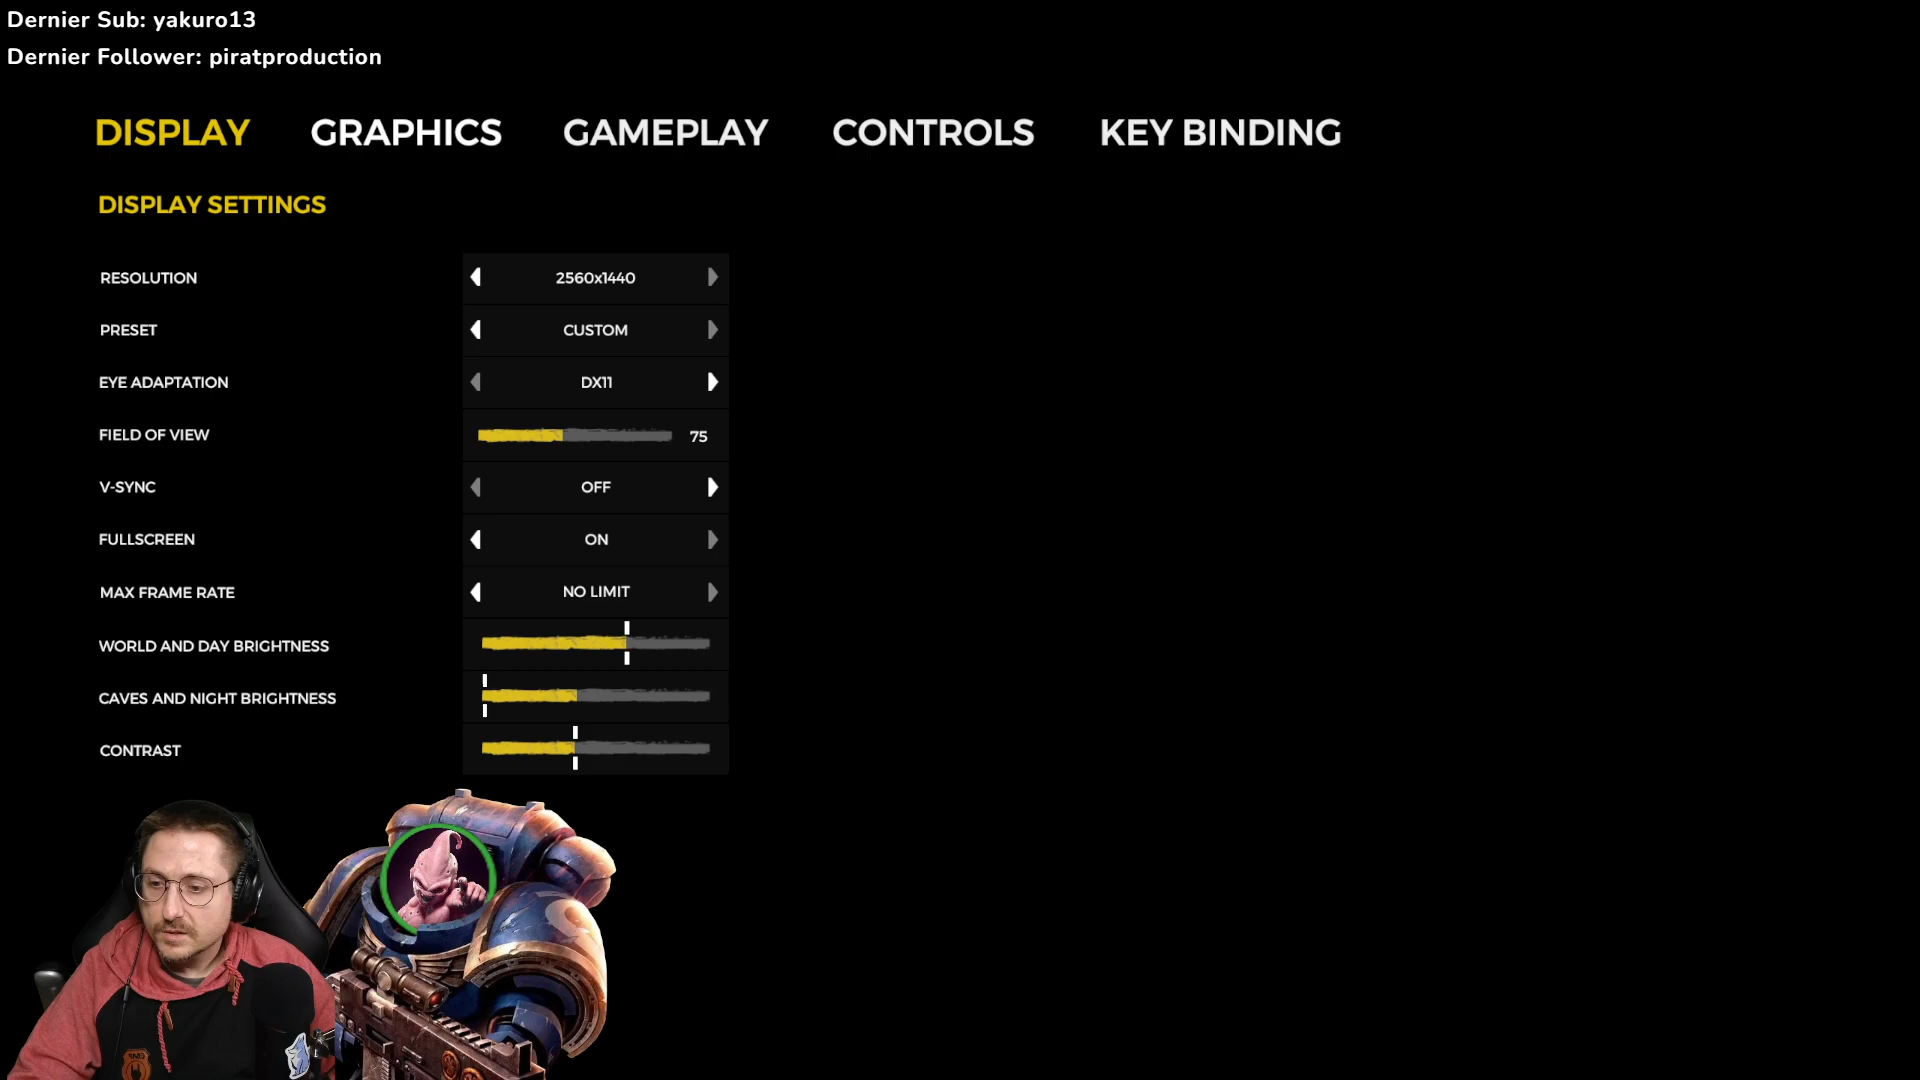 Dernier Sub: yakuro13
Dernier Follower: piratproduction
DISPLAY GRAPHICS GAMEPLAY CONTROLS KEY BINDING
DISPLAY SETTINGS
RESOLUTION 2560x1440
PRESET CUSTOM
EYE ADAPTATION DX11
FIELD OF VIEW 75
V-SYNC OFF
FULLSCREEN ON
MAX FRAME RATE NO LIMIT
WORLD AND DAY BRIGHTNESS
CAVES AND NIGHT BRIGHTNESS
CONTRAST